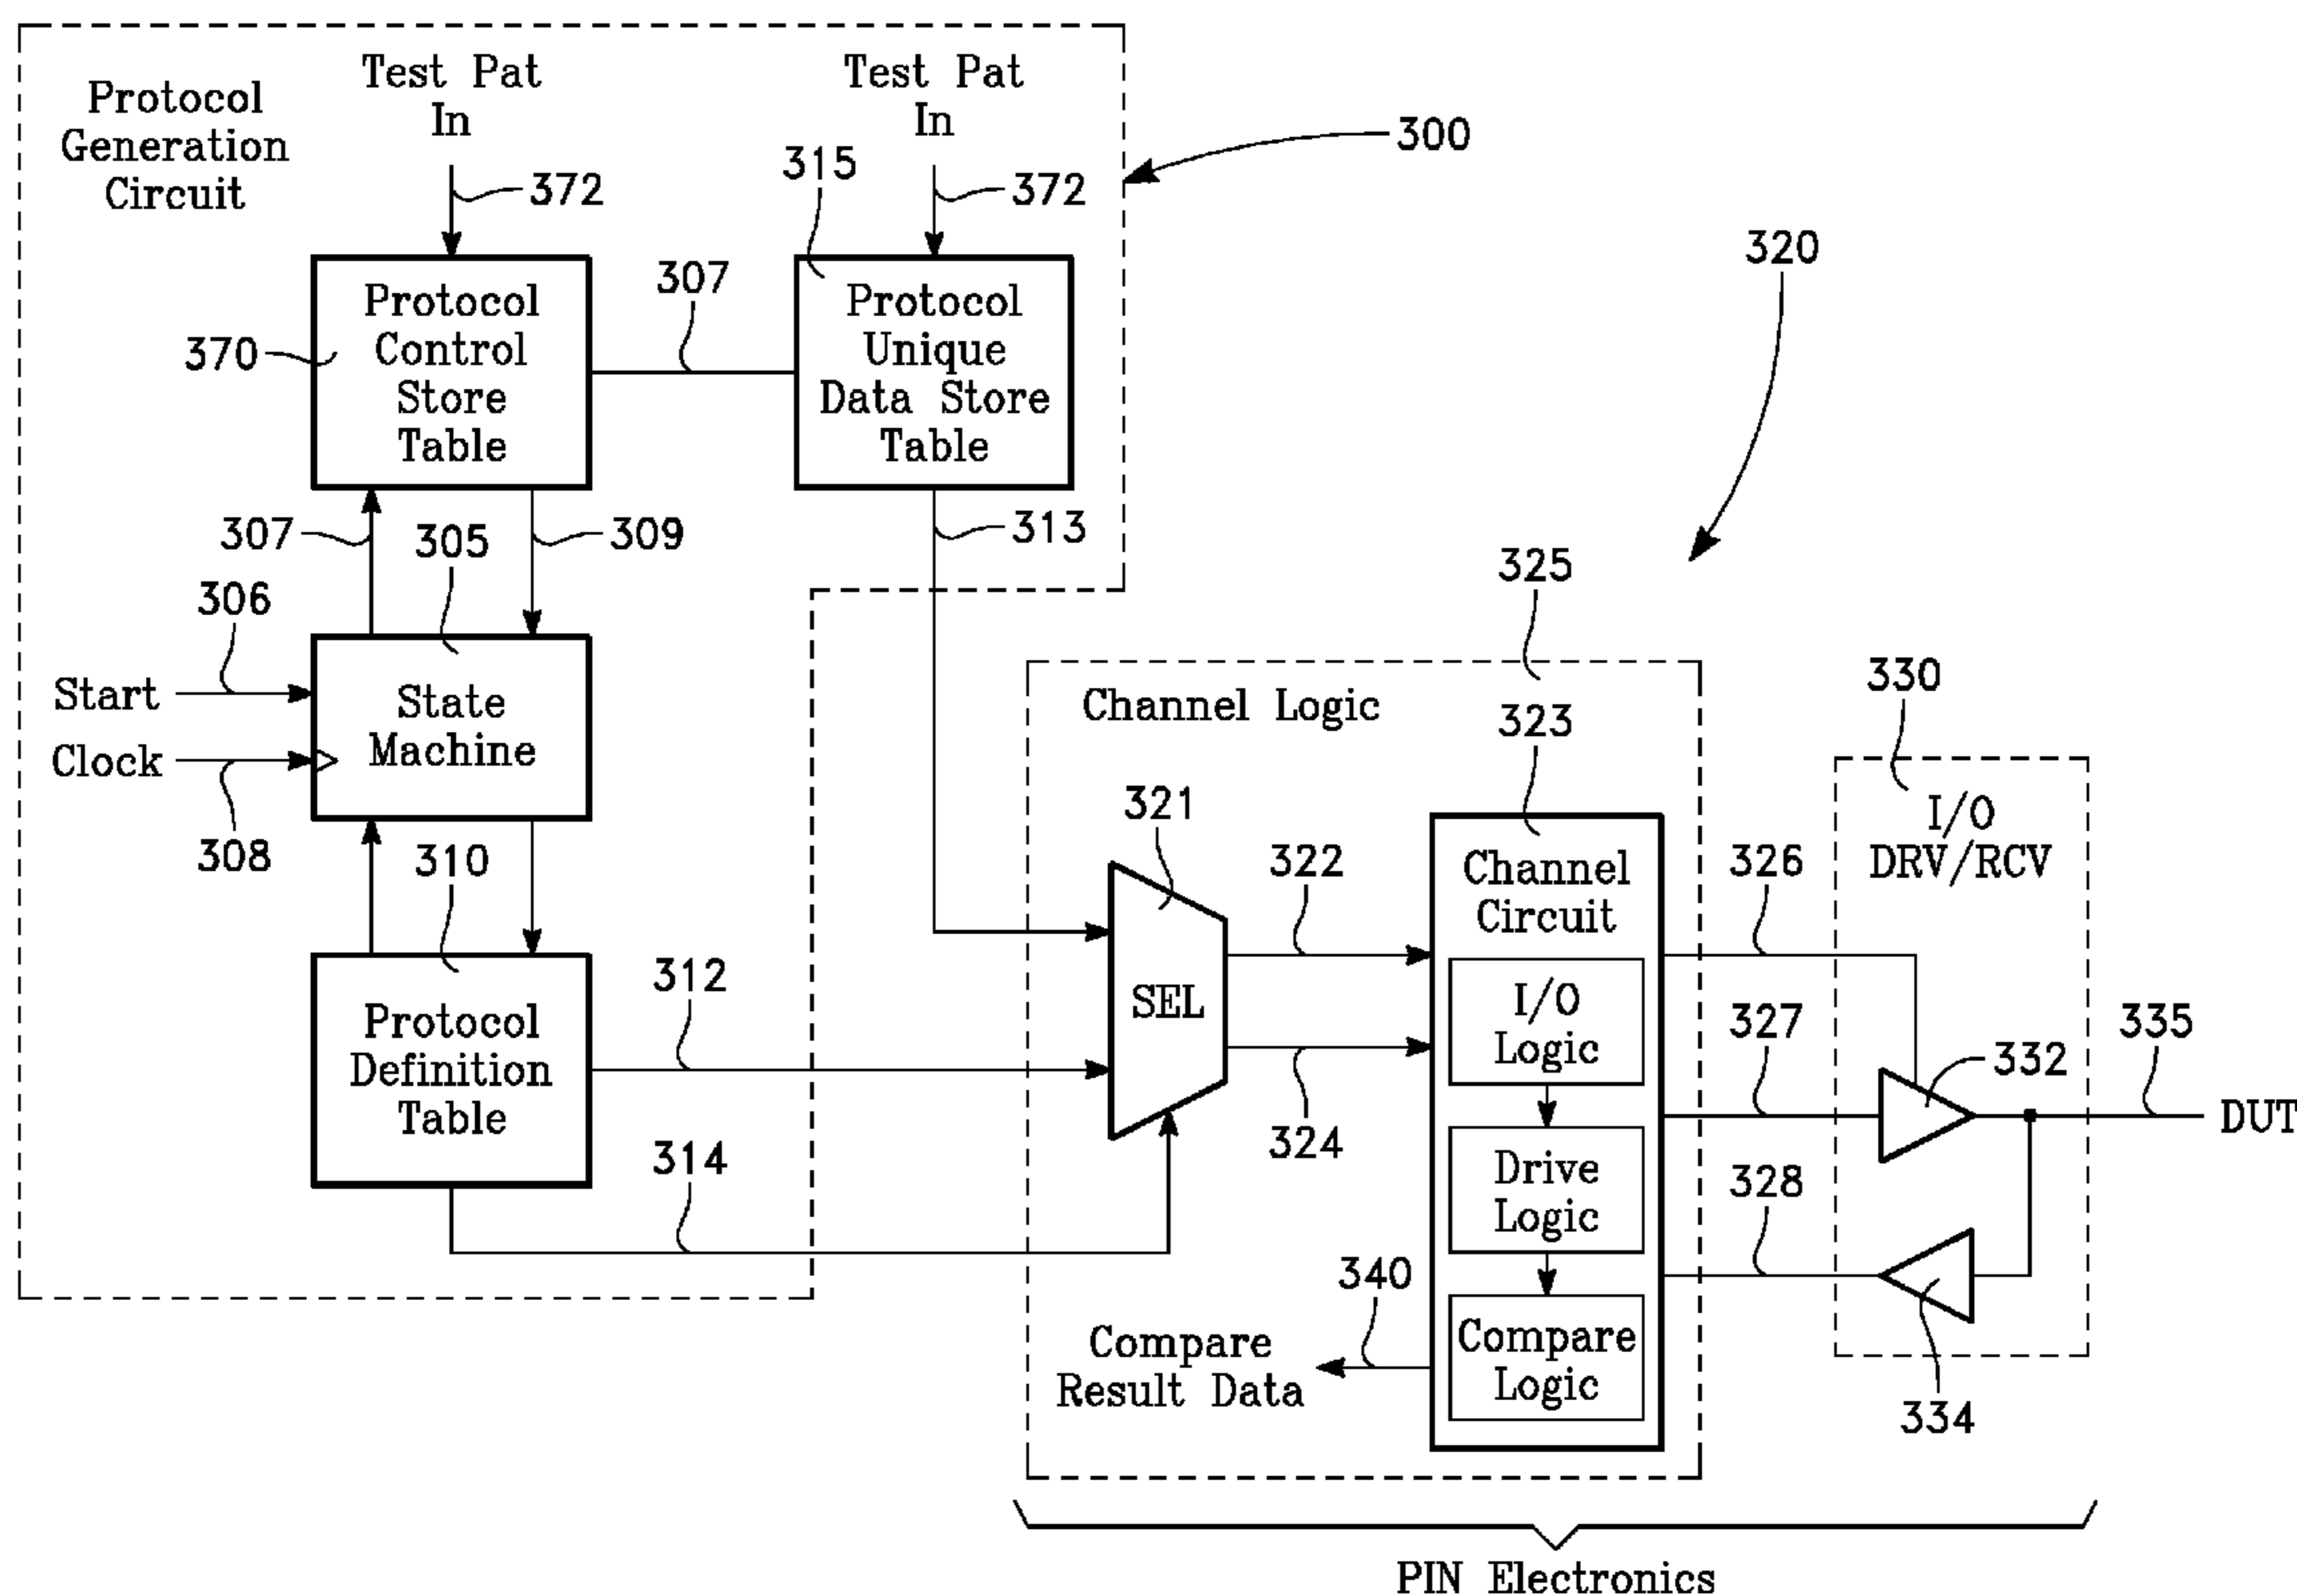 Protocol
Generation
Circuit
Test Pat
In
372
Test Pat
In
372
315
300
320
370
Protocol
Control
Store
Table
307
Protocol
Unique
Data Store
Table
307
305
309
313
306
Start
Clock
308
State
Machine
310
Protocol
Definition
Table
312
314
325
Channel Logic
323
321
SEL
322
324
Channel
Circuit
I/O
Logic
Drive
Logic
Compare
Logic
340
Compare
Result Data
330
I/O
DRV/RCV
326
327
328
332
334
335
DUT
PIN Electronics